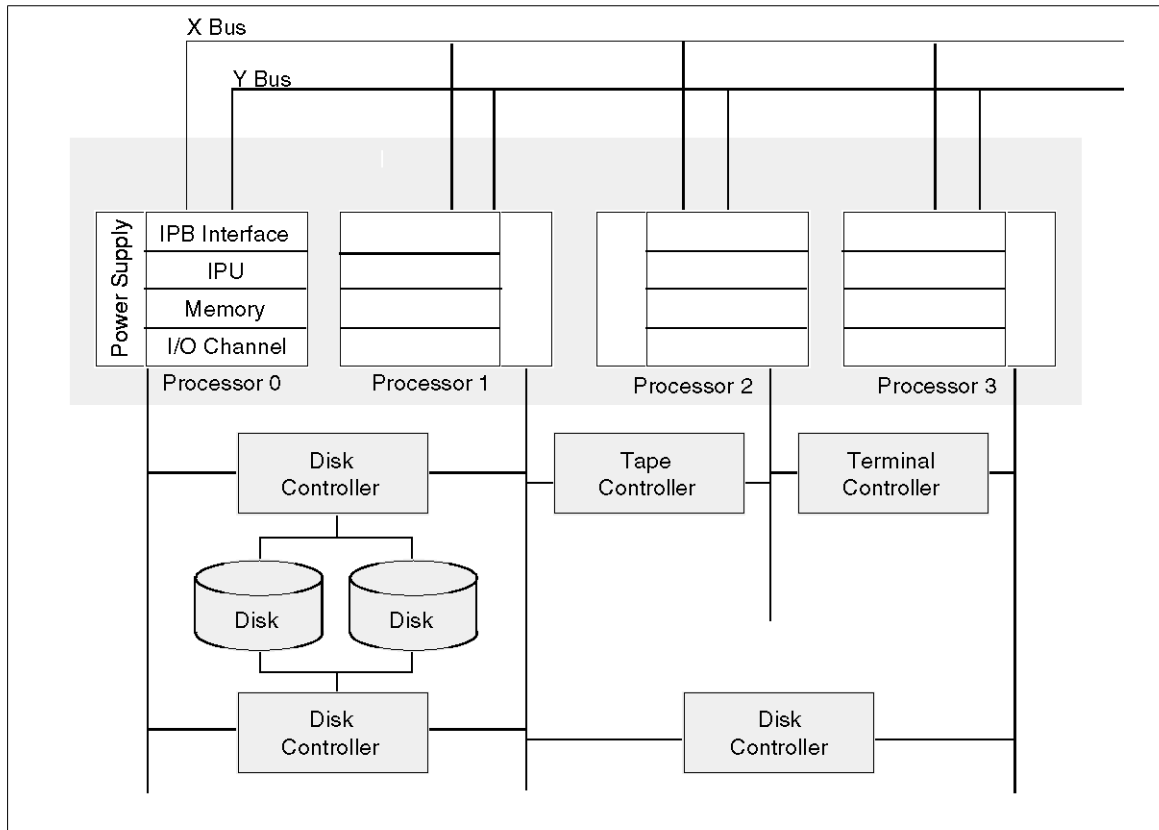 X Bus
Y Bus
Power Supply
IPB Interface
IPU
Memory
I/O Channel
Processor 0
Processor 1
Processor 2
Processor 3
Disk
Controller
Tape
Controller
Terminal
Controller
Disk
Disk
Disk
Controller
Disk
Controller